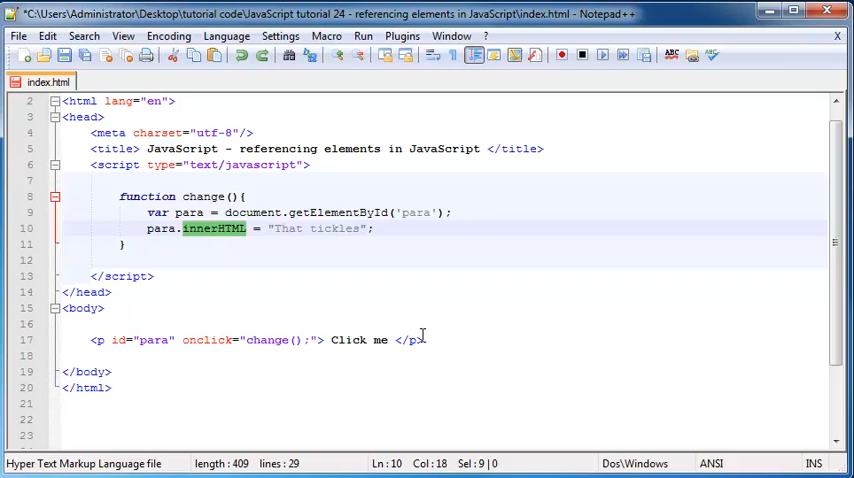 *C:\Users\Administrator\Desktop\tutorial code\JavaScript tutorial 24 - referencing elements in JavaScript\index.html - Notepad++
File Edit Search View Encoding Language Settings Macro Run Plugins Window ? X
index.html
2 <html lang="en">
3 <head>
4 <meta charset="utf-8"/>
5 <title> JavaScript - referencing elements in JavaScript </title>
6 <script type="text/javascript">
7
8 function change(){
9 var para = document.getElementById('para');
10 para.innerHTML = "That tickles";
11 }
12
13 </script>
14 </head>
15 <body>
16
17 <p id="para" onclick="change();"> Click me </p>
18
19 </body>
20 </html>
21
22
23
Hyper Text Markup Language file length : 409 lines : 29 Ln : 10 Col : 18 Sel : 9 | 0 Dos\Windows ANSI INS